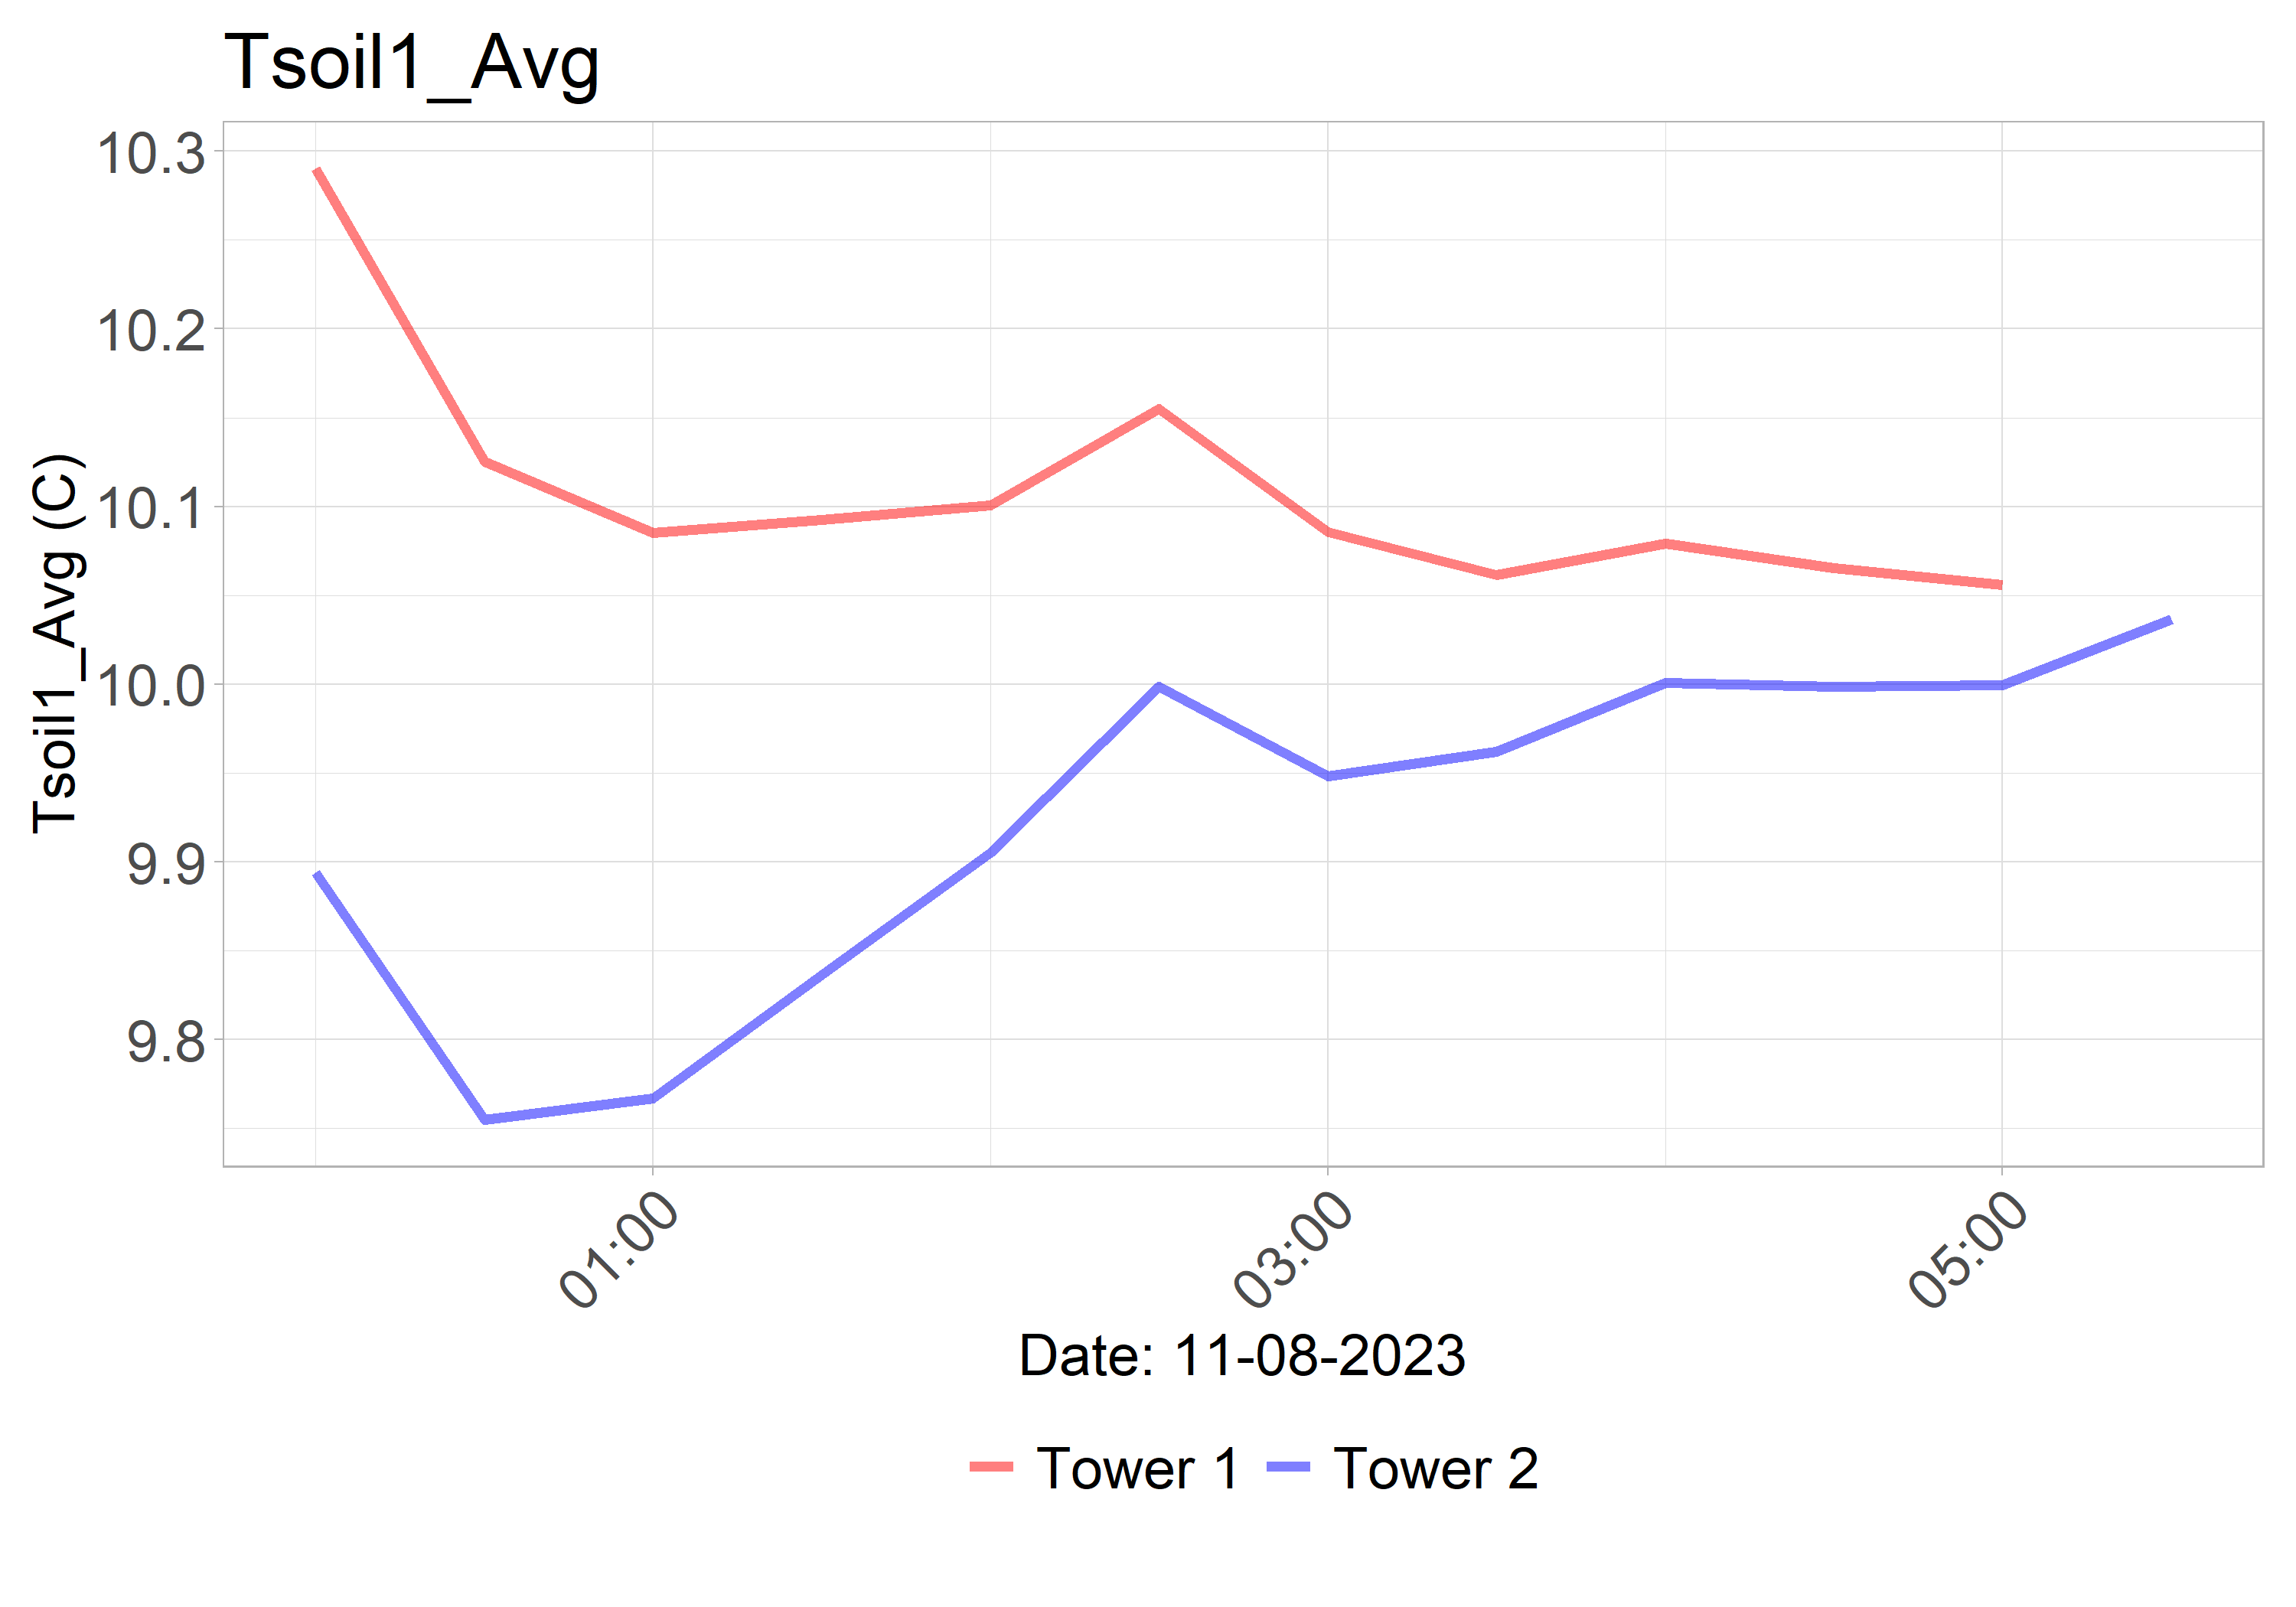 Tsoil1_Avg
Tsoil1_Avg (C)
10.3
10.2
10.1
10.0
9.9
9.8
01:00
03:00
05:00
Date: 11-08-2023
Tower 1
Tower 2